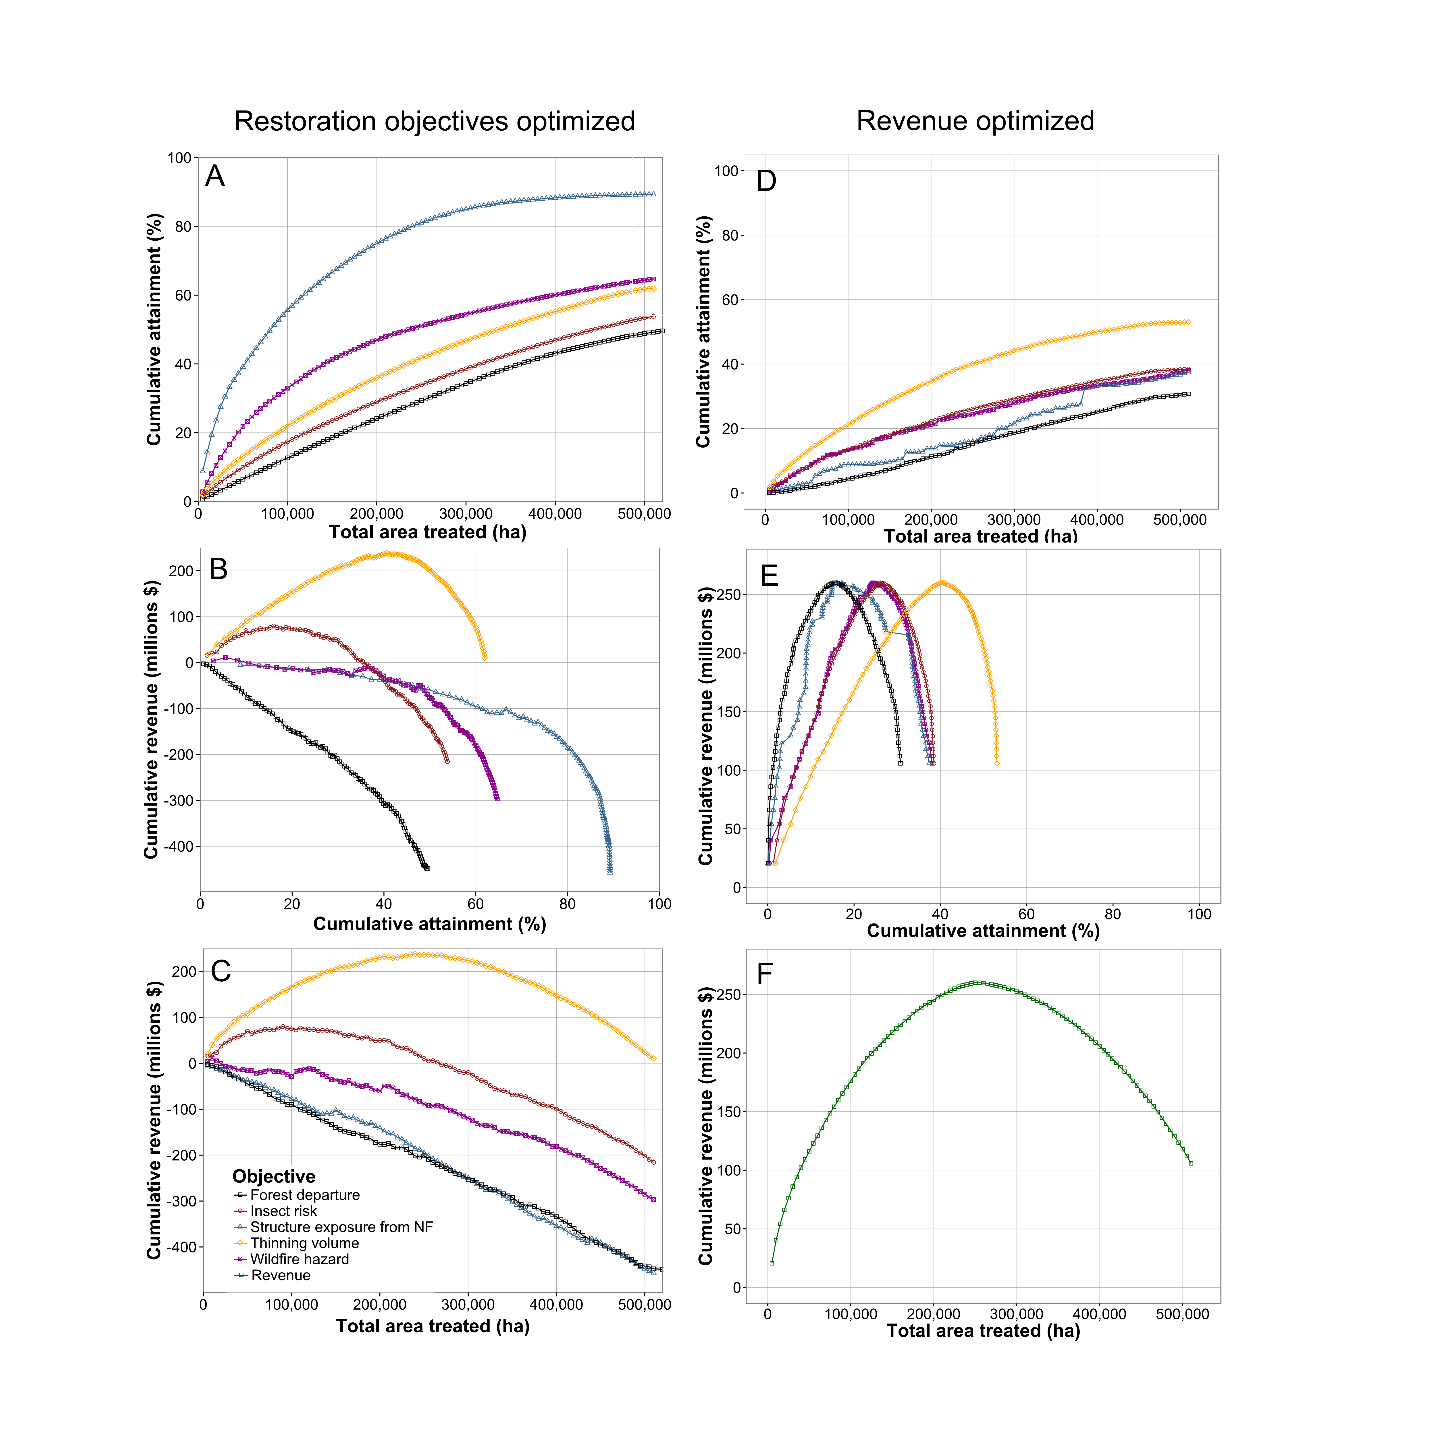 Restoration objectives optimized
Revenue optimized
A
Cumulative attainment (%)
100
80
60
40
20
0
0 100,000 200,000 300,000 400,000 500,000
Total area treated (ha)
D
Cumulative attainment (%)
100
80
60
40
20
0
0 100,000 200,000 300,000 400,000 500,000
Total area treated (ha)
B
Cumulative revenue (millions $)
200
100
0
-100
-200
-300
-400
0 20 40 60 80 100
Cumulative attainment (%)
E
Cumulative revenue (millions $)
250
200
150
100
50
0
0 20 40 60 80 100
Cumulative attainment (%)
C
Cumulative revenue (millions $)
200
100
0
-100
-200
-300
-400
Objective
Forest departure
Insect risk
Structure exposure from NF
Thinning volume
Wildfire hazard
Revenue
0 100,000 200,000 300,000 400,000 500,000
Total area treated (ha)
F
Cumulative revenue (millions $)
250
200
150
100
50
0
0 100,000 200,000 300,000 400,000 500,000
Total area treated (ha)